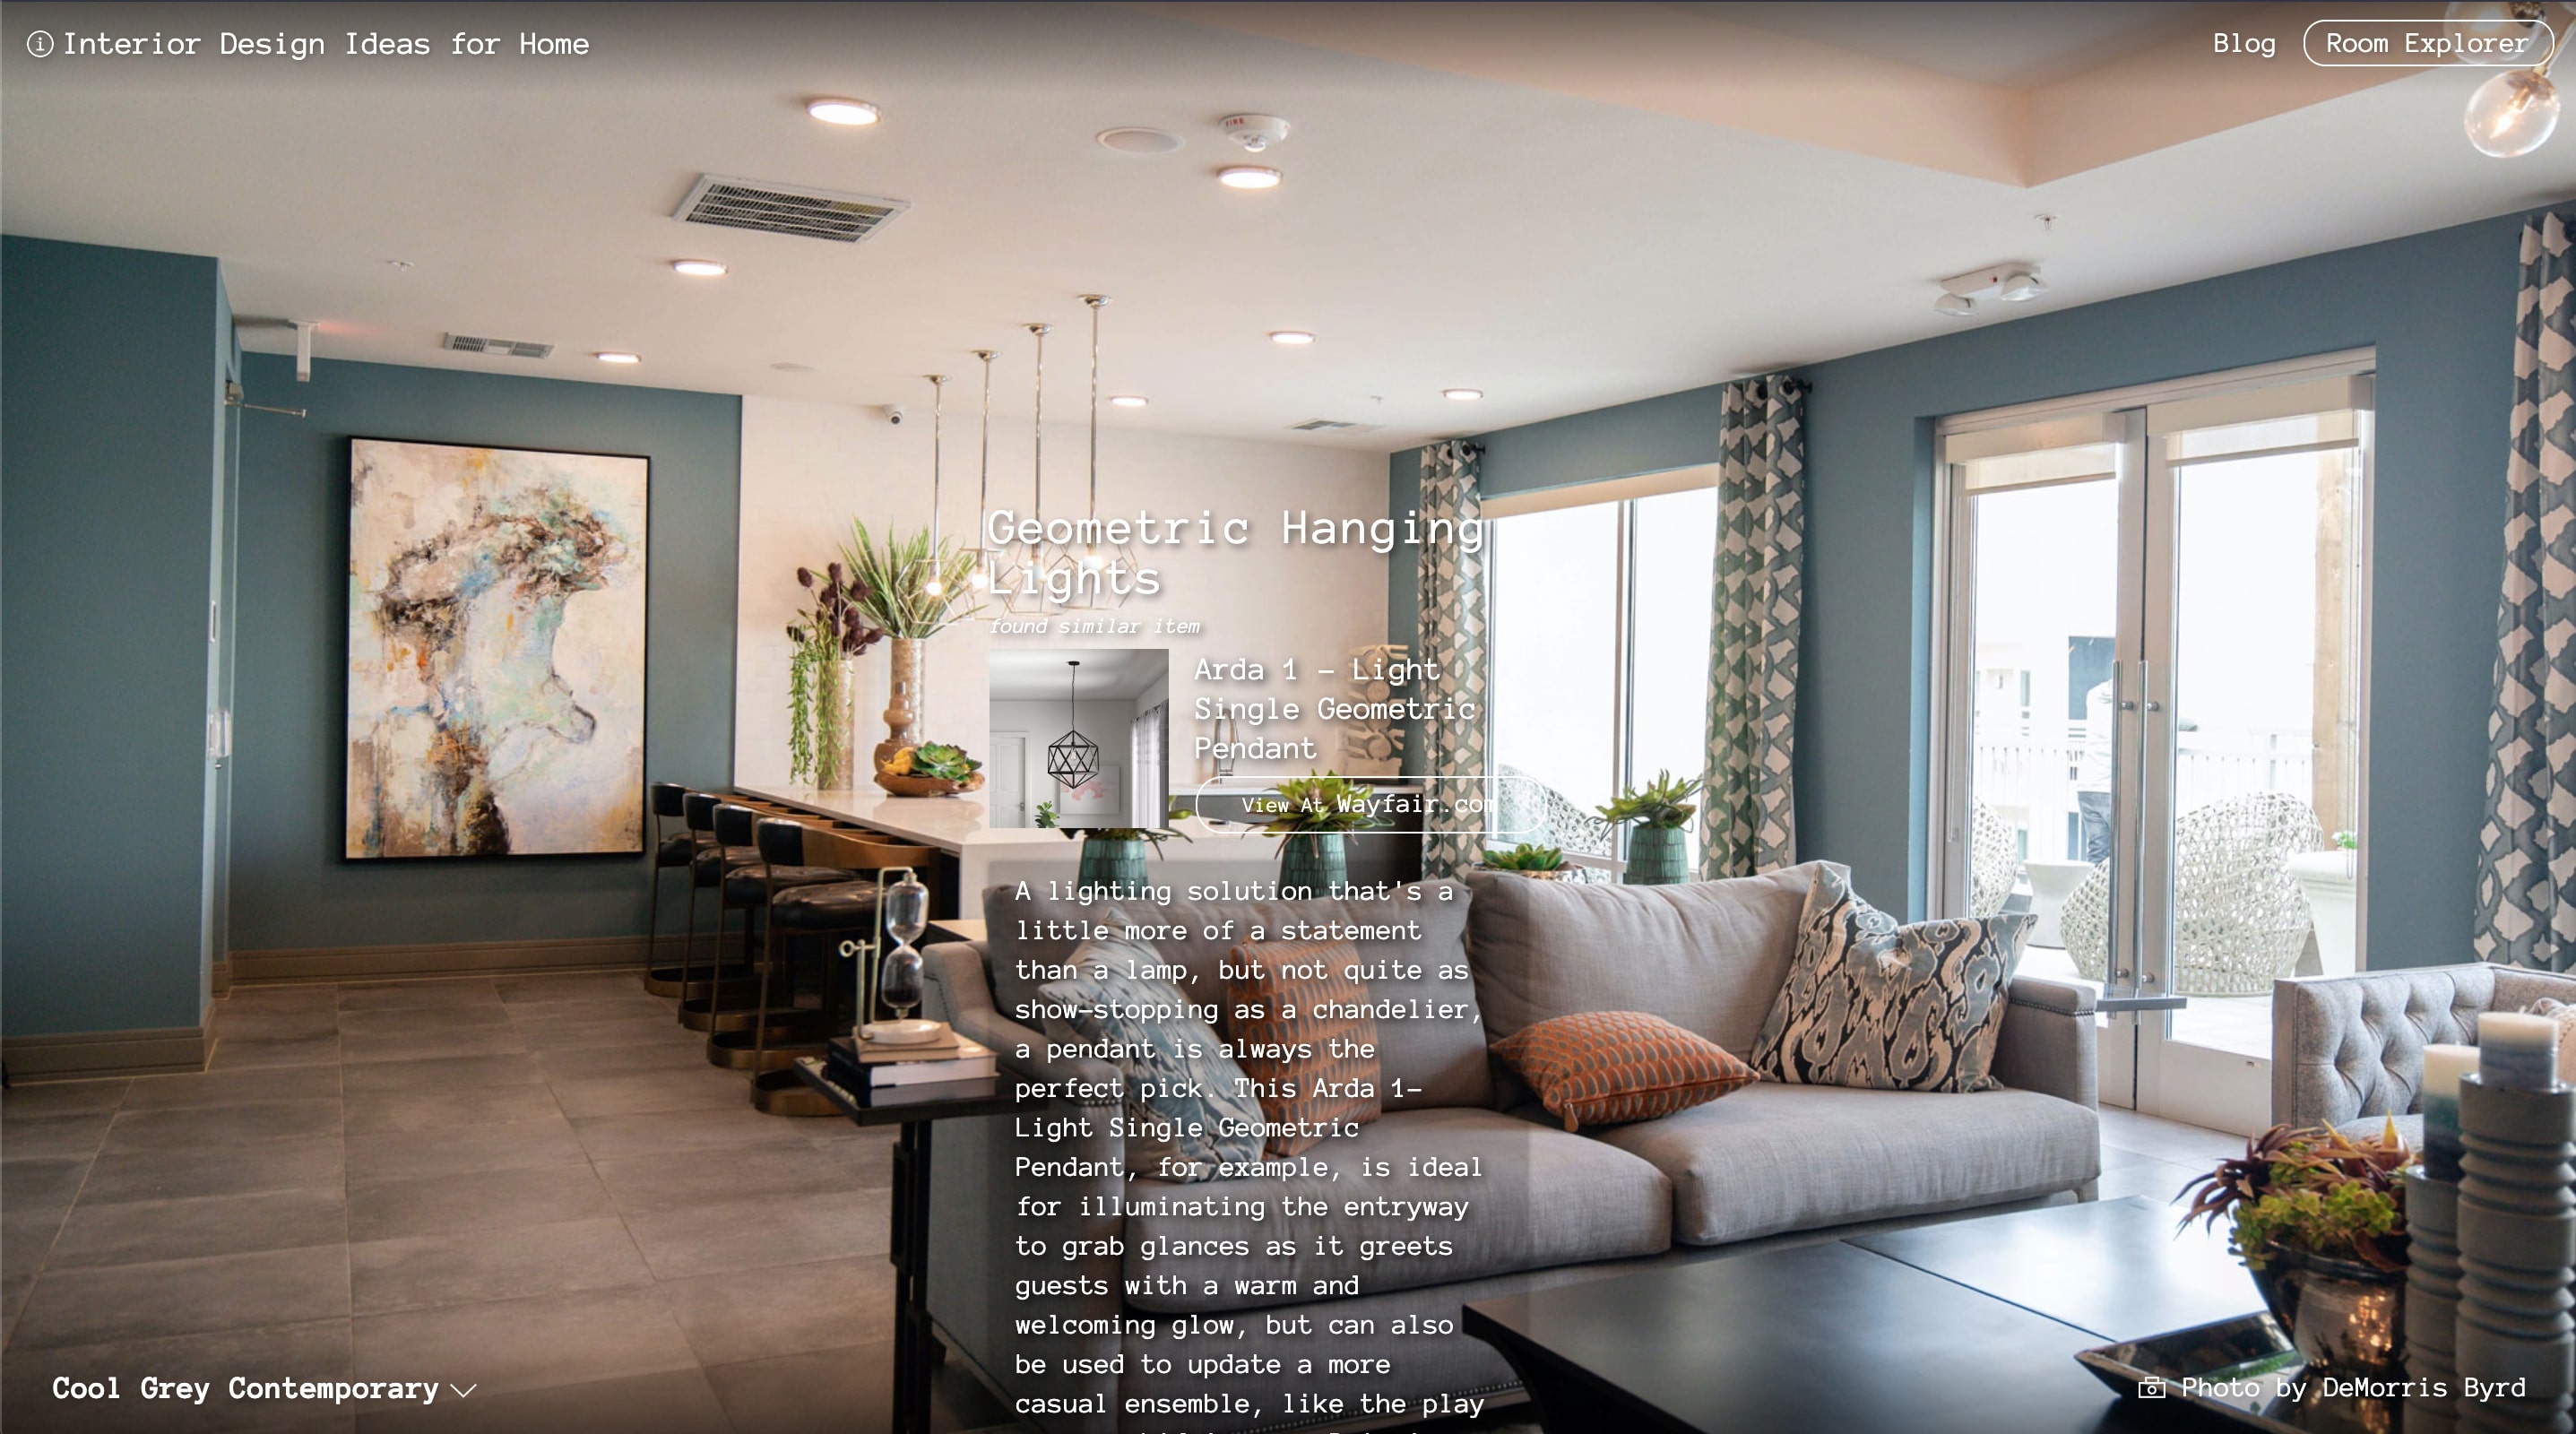 Interior Design Ideas for Home
Blog
Room Explorer
FIRE
Geometric Hanging
Lights
found similar item
Arda 1 - Light
Single Geometric
Pendant
View At Wayfair.com
A lighting solution that's a
little more of a statement
than a lamp, but not quite as
show-stopping as a chandelier,
a pendant is always the
perfect pick. This Arda 1-
Light Single Geometric
Pendant, for example, is ideal
for illuminating the entryway
to grab glances as it greets
guests with a warm and
welcoming glow, but can also
be used to update a more
casual ensemble, like the play
Cool Grey Contemporary
Photo by DeMorris Byrd